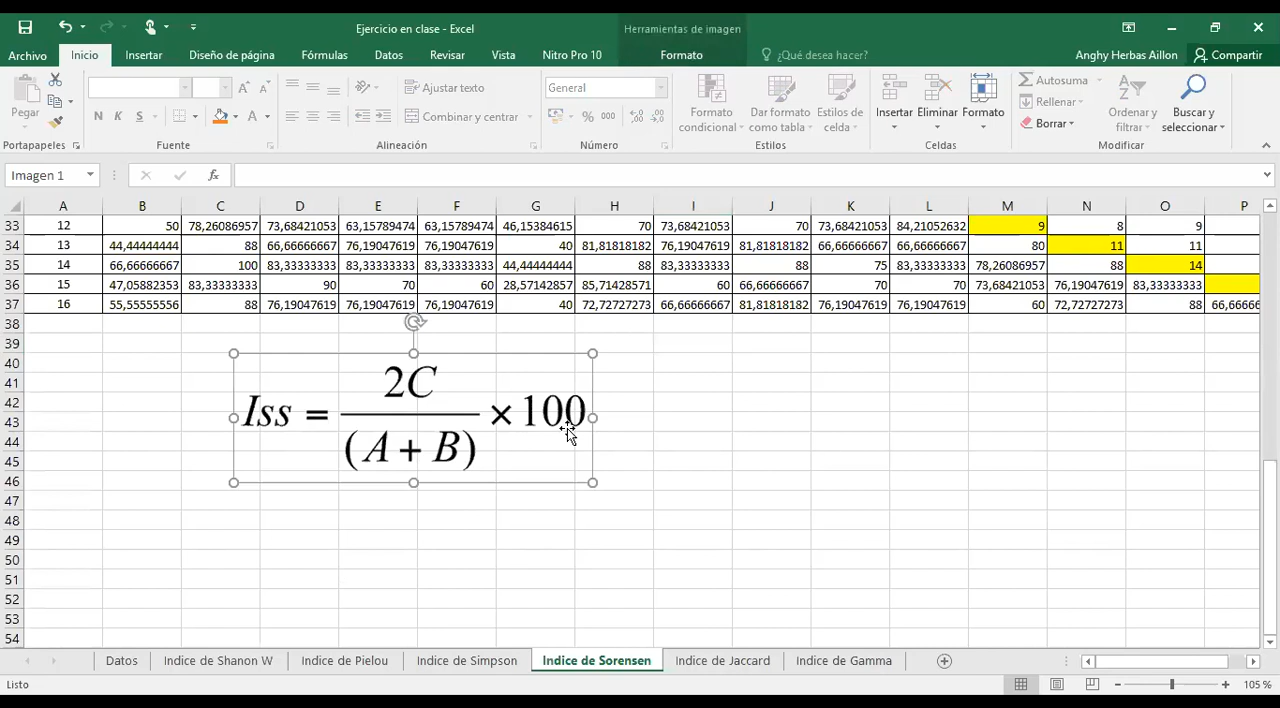 Ejercicio en clase - Excel
Herramientas de imagen
Archivo Inicio Insertar Diseño de página Fórmulas Datos Revisar Vista Nitro Pro 10 Formato ¿Qué desea hacer? Anghy Herbas Aillon Compartir
Pegar
N K S
Ajustar texto
Combinar y centrar
General
% 000
Formato condicional
Dar formato como tabla
Estilos de celda
Insertar Eliminar Formato
Autosuma
Rellenar
Borrar
Ordenar y filtrar
Buscar y seleccionar
Portapapeles Fuente Alineación Número Estilos Celdas Modificar
Imagen 1 fx
A B C D E F G H I J K L M N O P
33 12 50 78,26086957 73,68421053 63,15789474 63,15789474 46,15384615 70 73,68421053 70 73,68421053 84,21052632 9 8 9
34 13 44,44444444 88 66,66666667 76,19047619 76,19047619 40 81,81818182 76,19047619 81,81818182 66,66666667 66,66666667 80 11 11
35 14 66,66666667 100 83,33333333 83,33333333 83,33333333 44,44444444 88 83,33333333 88 75 83,33333333 78,26086957 88 14
36 15 47,05882353 83,33333333 90 70 60 28,57142857 85,71428571 60 66,66666667 70 70 73,68421053 76,19047619 83,33333333
37 16 55,55555556 88 76,19047619 76,19047619 76,19047619 40 72,72727273 66,66666667 81,81818182 76,19047619 76,19047619 60 72,72727273 88 66,6666
38
39
40
41
42
43
44
45
46
47
48
49
50
51
52
53
54
Iss = 2C / (A + B) × 100
Datos Indice de Shanon W Indice de Pielou Indice de Simpson Indice de Sorensen Indice de Jaccard Indice de Gamma
Listo 105 %